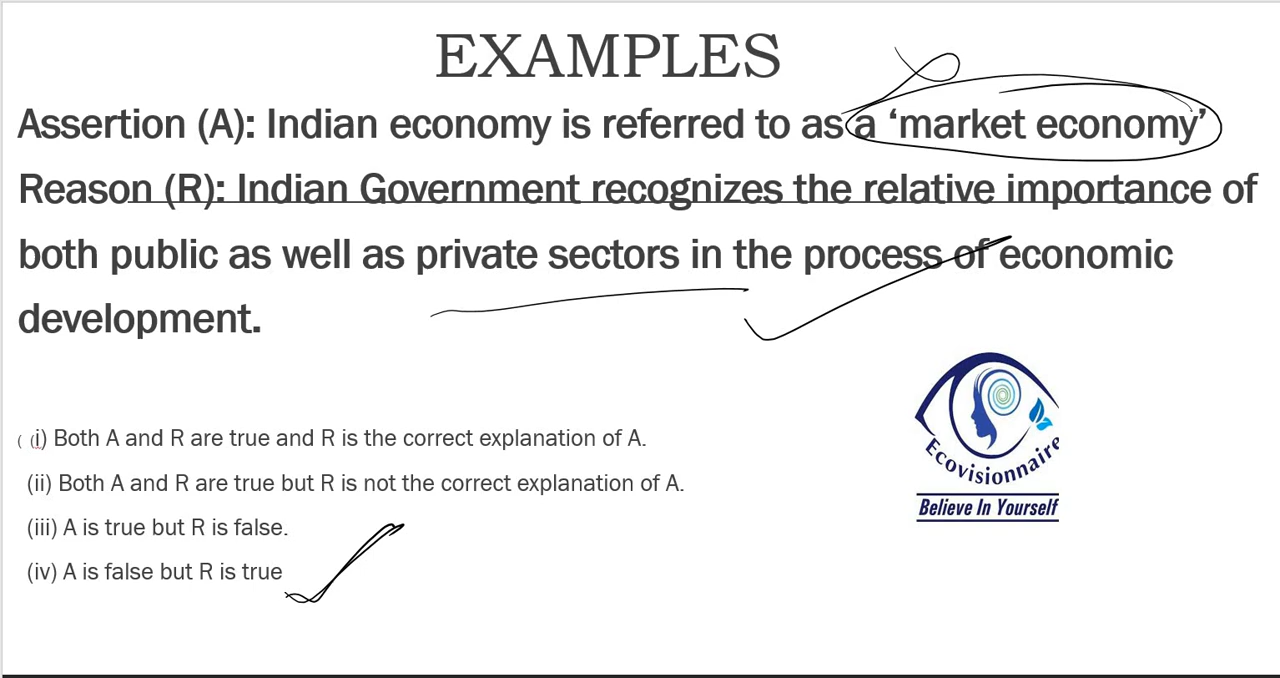 EXAMPLES
Assertion (A): Indian economy is referred to as a ‘market economy’
Reason (R): Indian Government recognizes the relative importance of
both public as well as private sectors in the process of economic
development.
( (i) Both A and R are true and R is the correct explanation of A.
(ii) Both A and R are true but R is not the correct explanation of A.
(iii) A is true but R is false.
(iv) A is false but R is true
Ecovisionnaire
Believe In Yourself